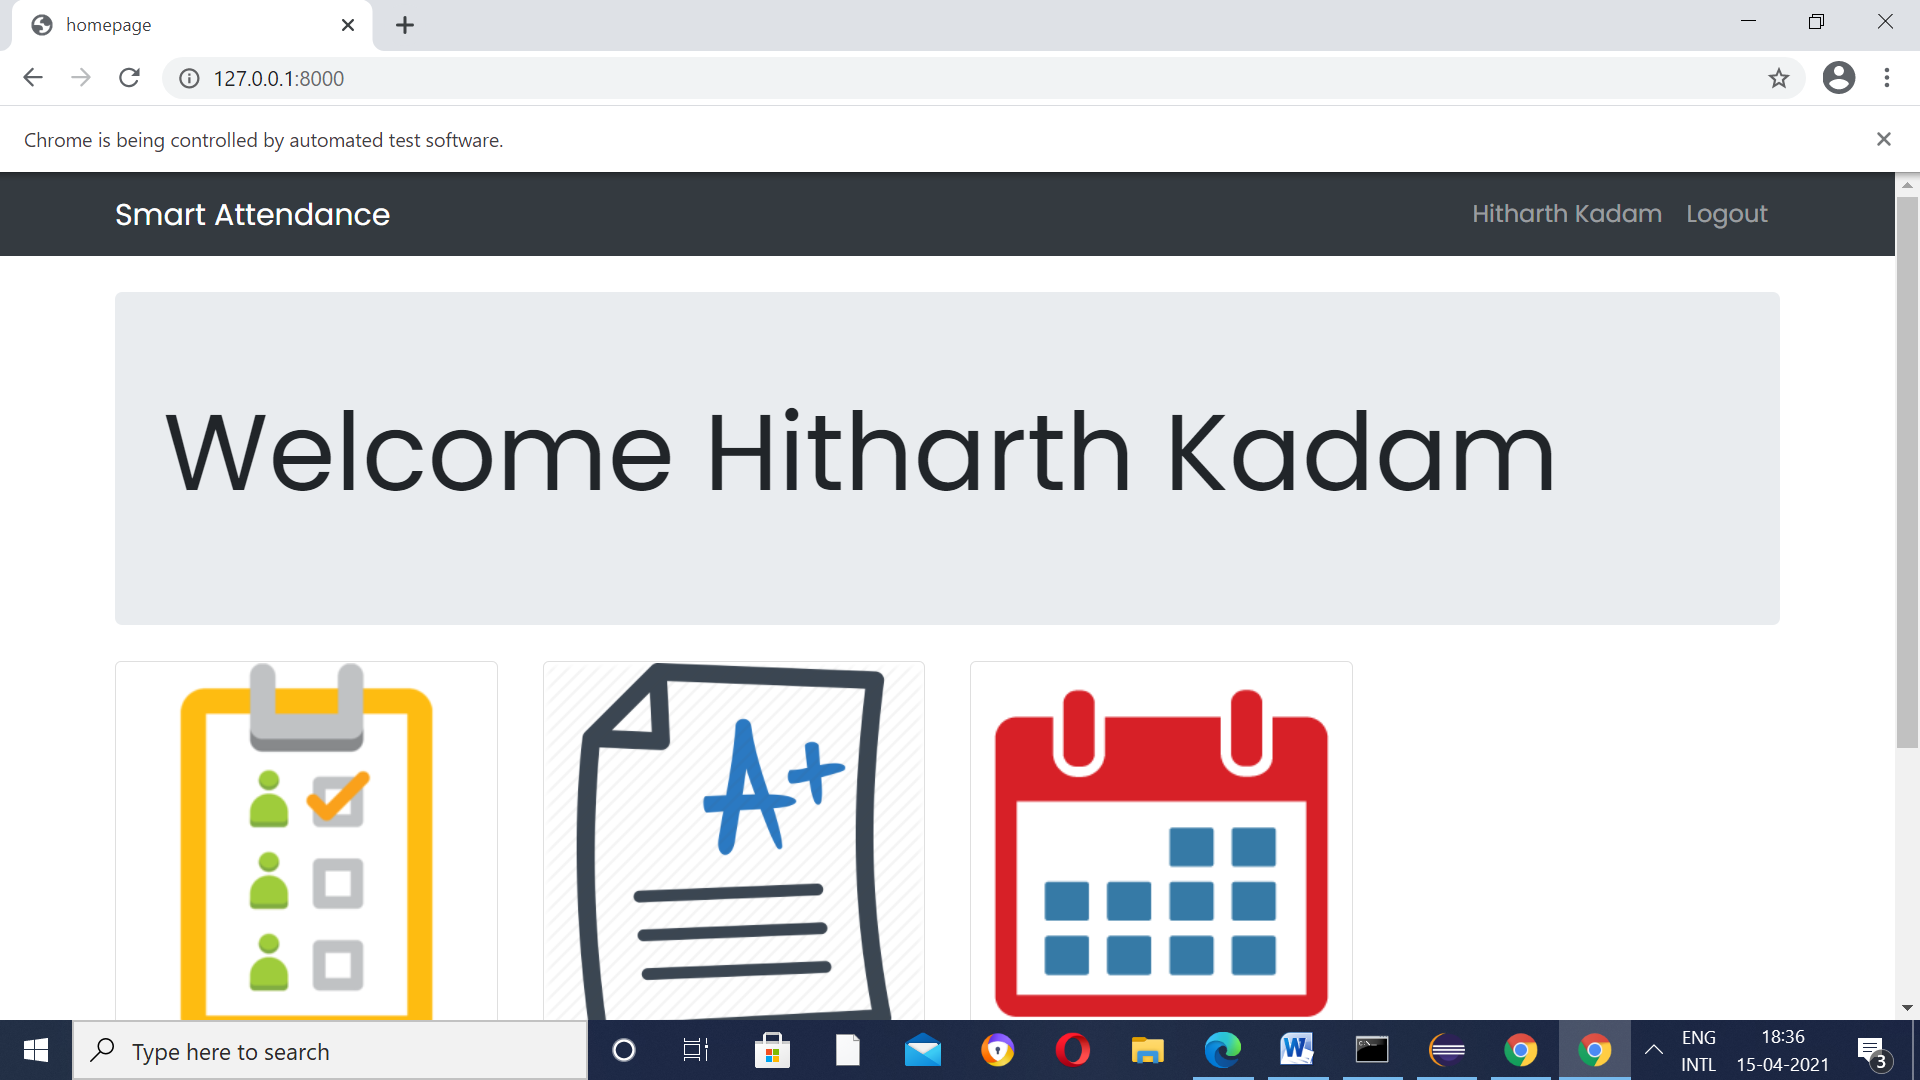 homepage
127.0.0.1:8000
Chrome is being controlled by automated test software.
Smart Attendance
Hitharth Kadam Logout
Welcome Hitharth Kadam
A+
Type here to search
ENG
INTL
18:36
15-04-2021
3